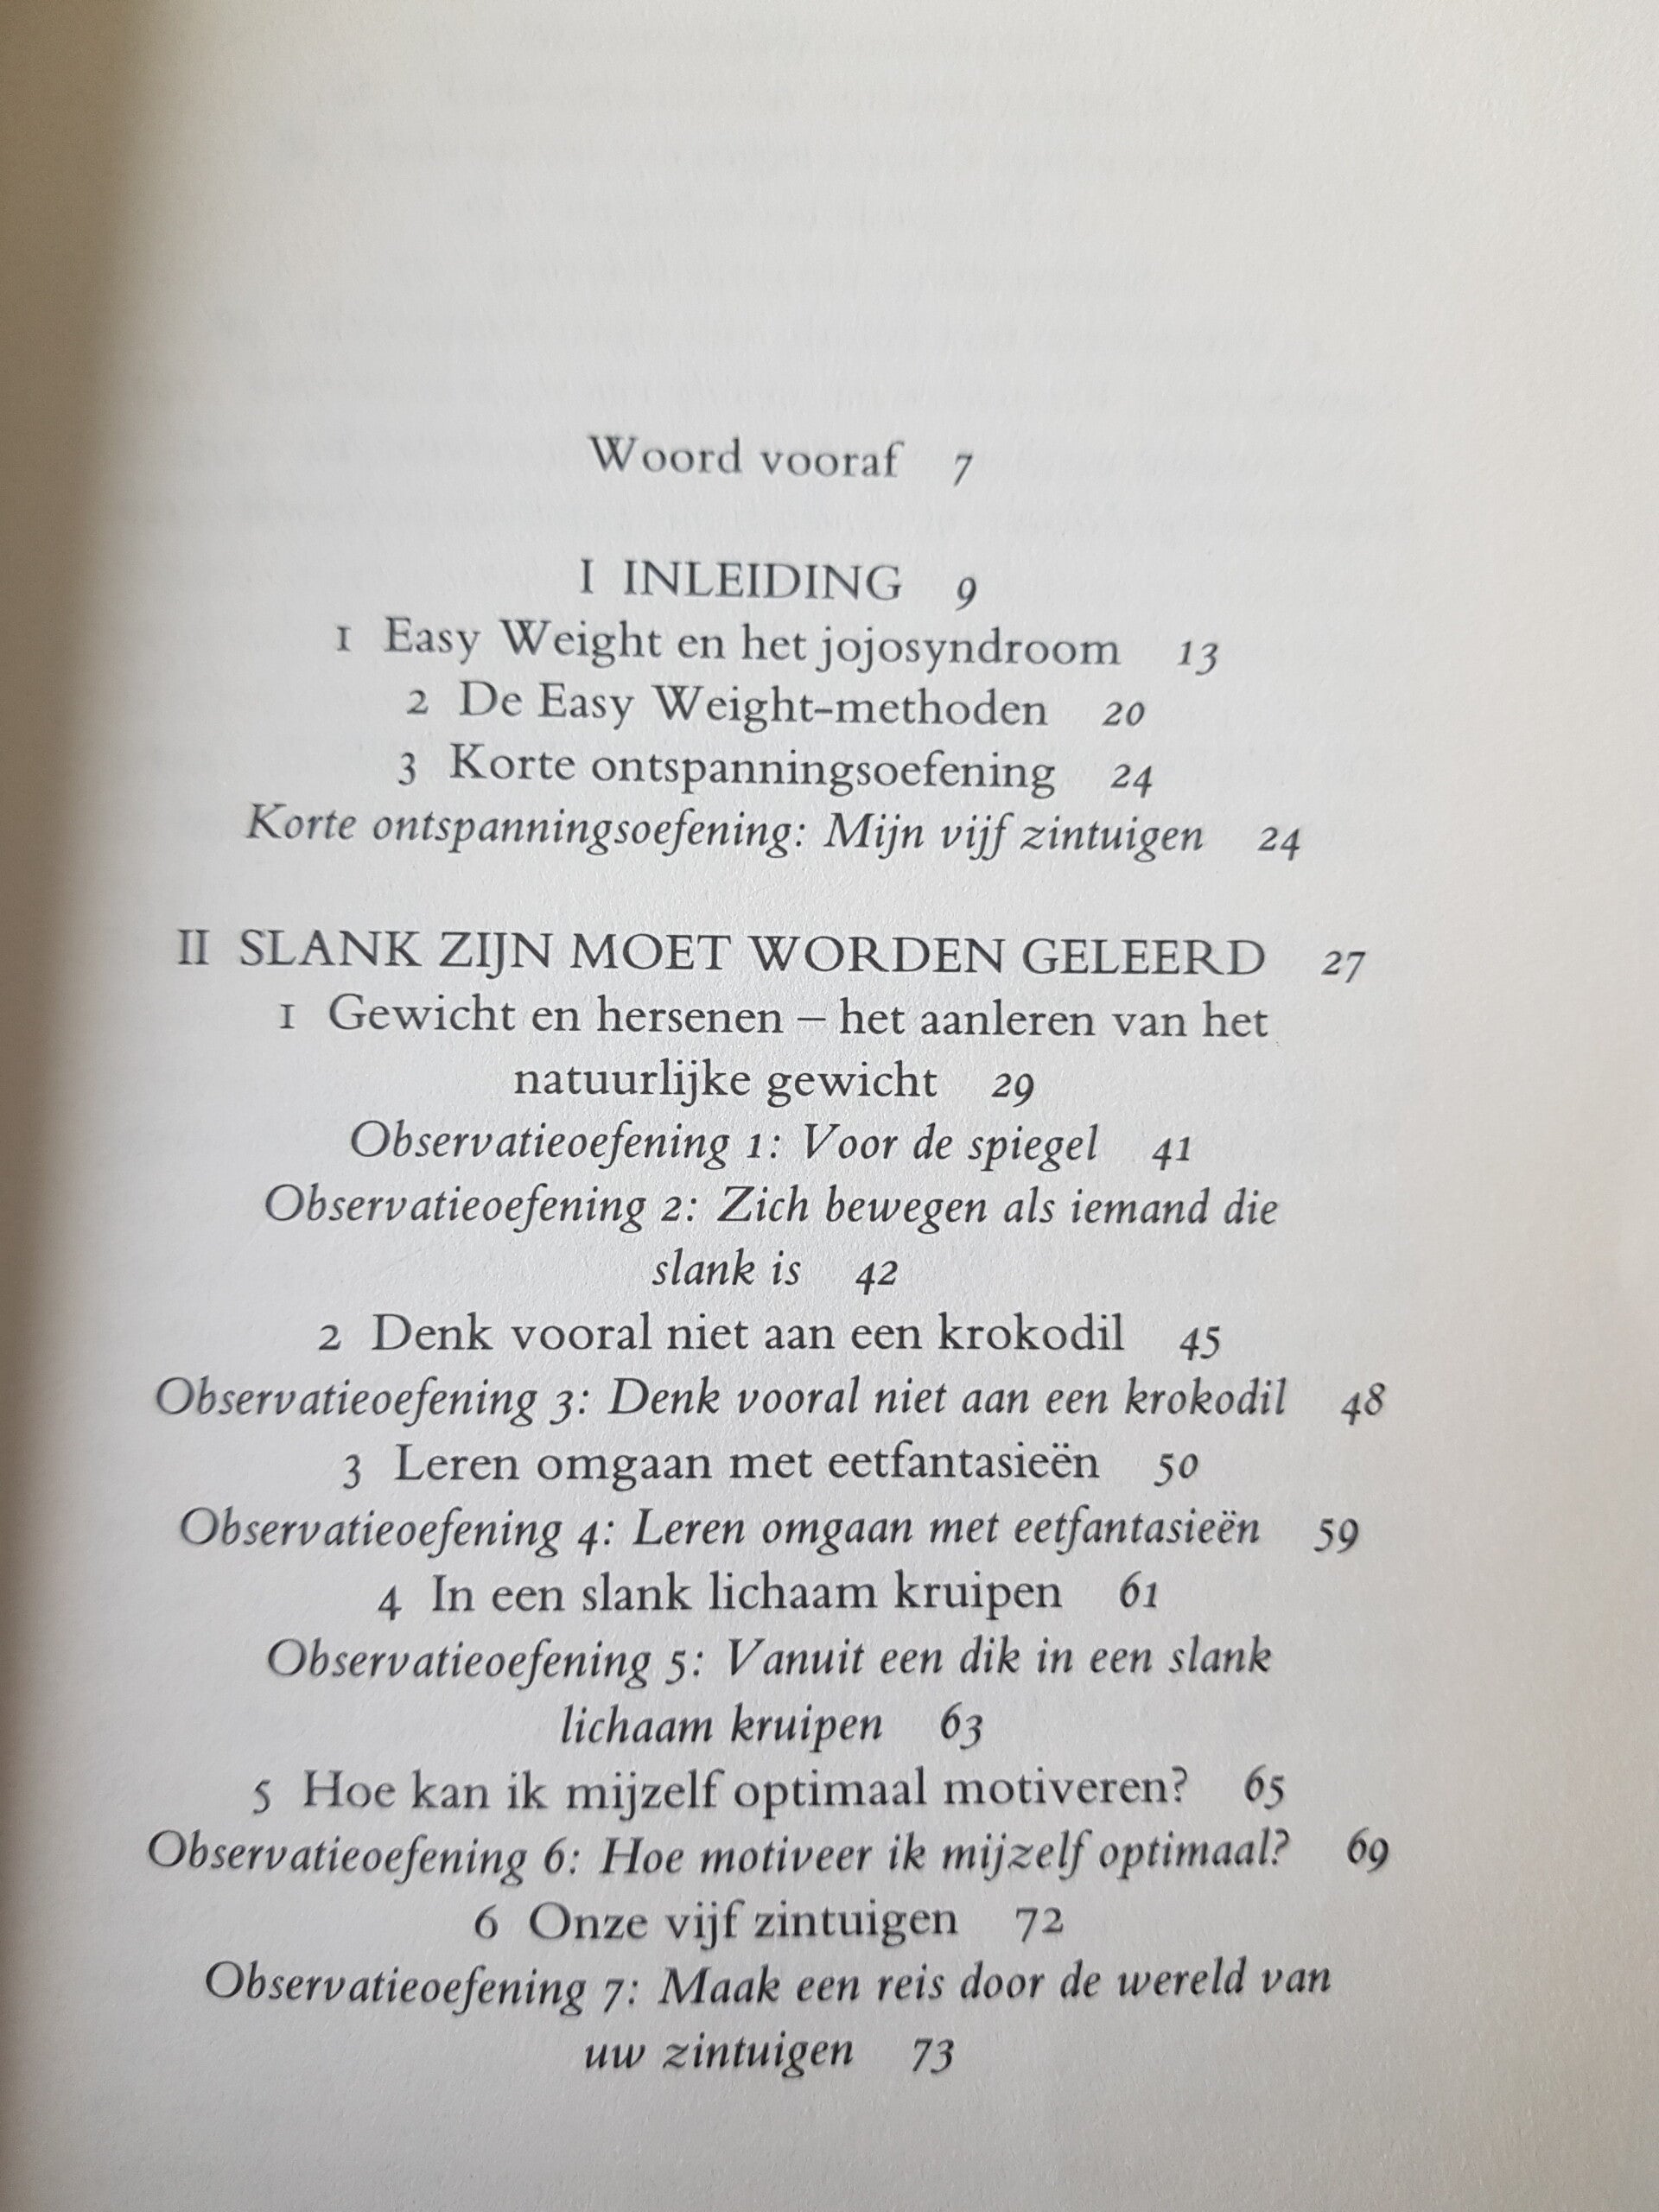 Woord vooraf 7
I INLEIDING 9
1 Easy Weight en het jojosyndroom 13
2 De Easy Weight-methoden 20
3 Korte ontspanningsoefening 24
Korte ontspanningsoefening: Mijn vijf zintuigen 24
II SLANK ZIJN MOET WORDEN GELEERD 27
1 Gewicht en hersenen – het aanleren van het
natuurlijke gewicht 29
Observatieoefening 1: Voor de spiegel 41
Observatieoefening 2: Zich bewegen als iemand die
slank is 42
2 Denk vooral niet aan een krokodil 45
Observatieoefening 3: Denk vooral niet aan een krokodil 48
3 Leren omgaan met eetfantasieën 50
Observatieoefening 4: Leren omgaan met eetfantasieën 59
4 In een slank lichaam kruipen 61
Observatieoefening 5: Vanuit een dik in een slank
lichaam kruipen 63
5 Hoe kan ik mijzelf optimaal motiveren? 65
Observatieoefening 6: Hoe motiveer ik mijzelf optimaal? 69
6 Onze vijf zintuigen 72
Observatieoefening 7: Maak een reis door de wereld van
uw zintuigen 73